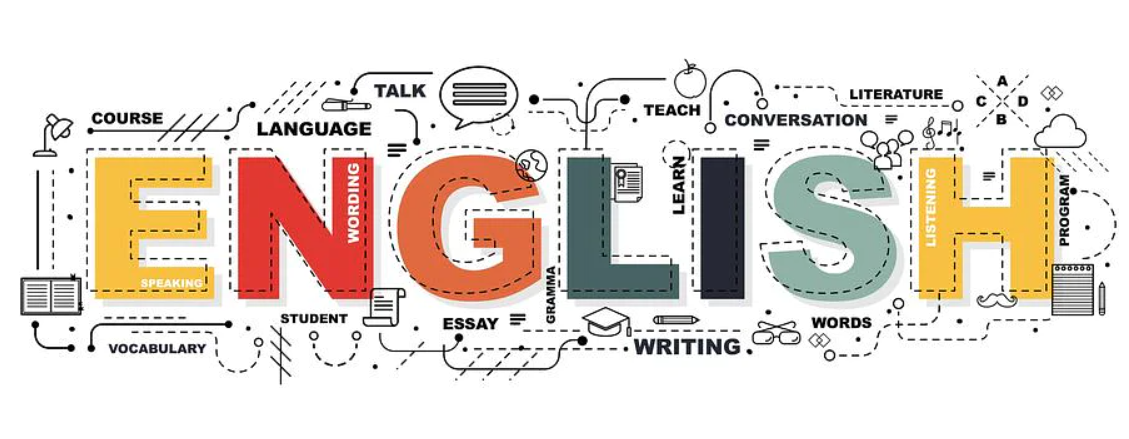 COURSE
LANGUAGE
TALK
TEACH
CONVERSATION
LITERATURE
A
C D
B
ENGLISH
WORDING
LEARN
LISTENING
PROGRAM
SPEAKING
GRAMMA
STUDENT
ESSAY
WORDS
VOCABULARY
WRITING